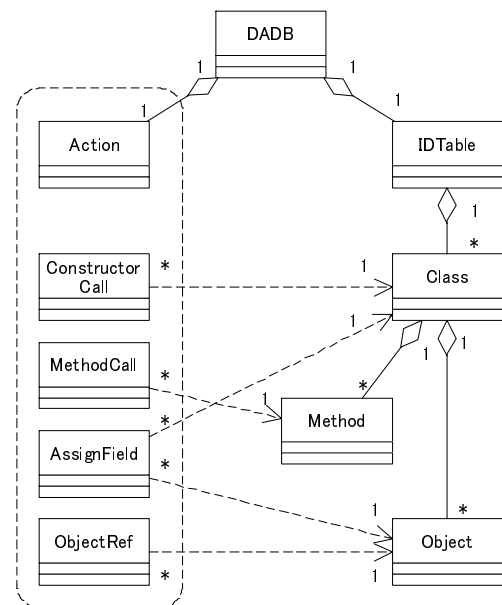 DADB
1
1
1
1
Action
IDTable
1
*
Constructor
Call
*
1
Class
1
1
1
MethodCall
*
*
1
Method
AssignField
*
*
1
*
ObjectRef
*
1
Object